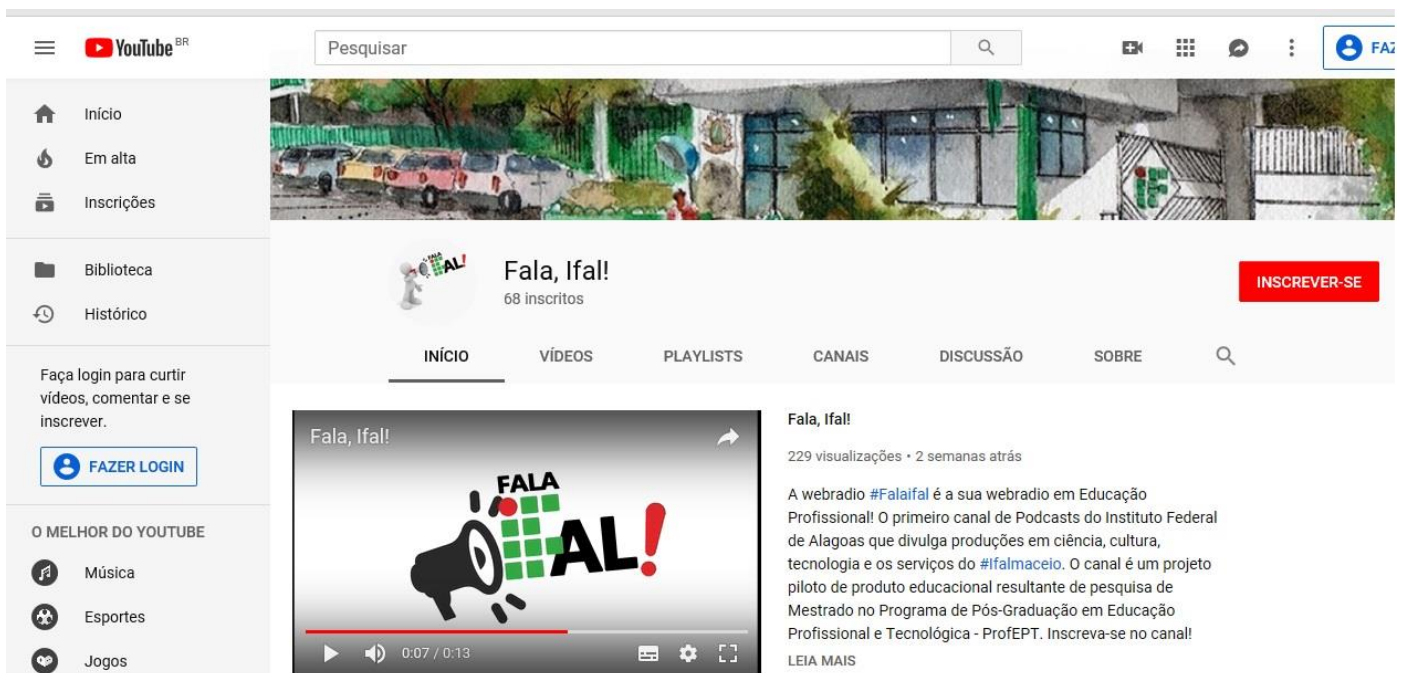 YouTube BR
Pesquisar
FAZ
Início
Em alta
Inscrições
Biblioteca
Histórico
Faça login para curtir
vídeos, comentar e se
inscrever.
FAZER LOGIN
O MELHOR DO YOUTUBE
Música
Esportes
Jogos
FALA
IFAL!
Fala, Ifal!
68 inscritos
INSCREVER-SE
INÍCIO VÍDEOS PLAYLISTS CANAIS DISCUSSÃO SOBRE
Fala, Ifal!
FALA
IFAL!
0:07 / 0:13
Fala, Ifal!
229 visualizações • 2 semanas atrás
A webradio #Falaifal é a sua webradio em Educação
Profissional! O primeiro canal de Podcasts do Instituto Federal
de Alagoas que divulga produções em ciência, cultura,
tecnologia e os serviços do #Ifalmaceio. O canal é um projeto
piloto de produto educacional resultante de pesquisa de
Mestrado no Programa de Pós-Graduação em Educação
Profissional e Tecnológica - ProfEPT. Inscreva-se no canal!
LEIA MAIS